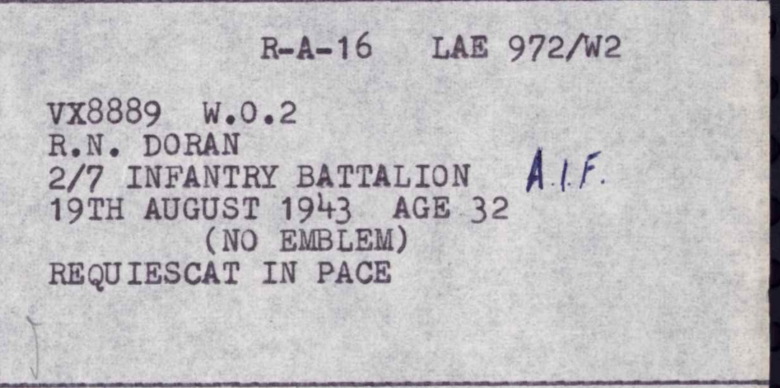 R-A-16 LAE 972/W2
VX8889 W.O.2
R.N. DORAN
2/7 INFANTRY BATTALION A.I.F.
19TH AUGUST 1943 AGE 32
(NO EMBLEM)
REQUIESCAT IN PACE